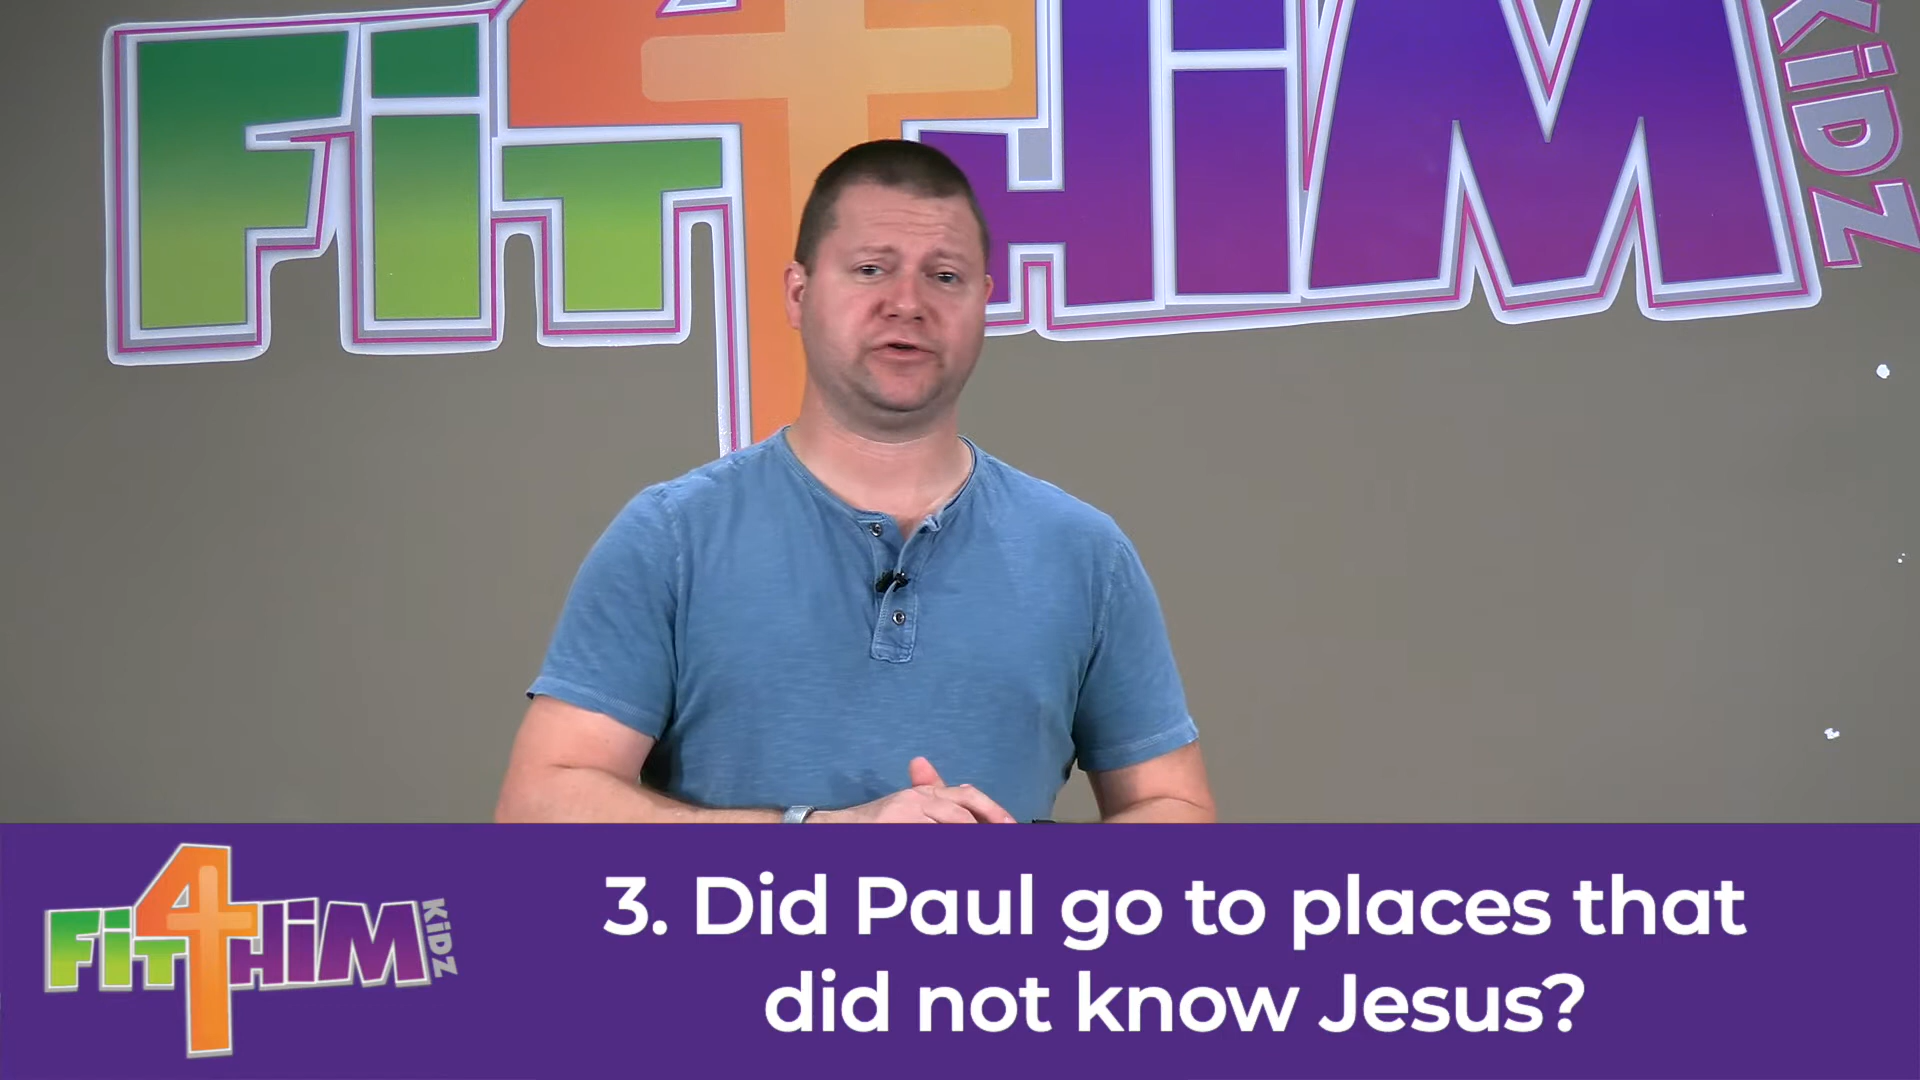 Fit4HiM
KiDZ
Fit4HiM
KiDZ
3. Did Paul go to places that
did not know Jesus?